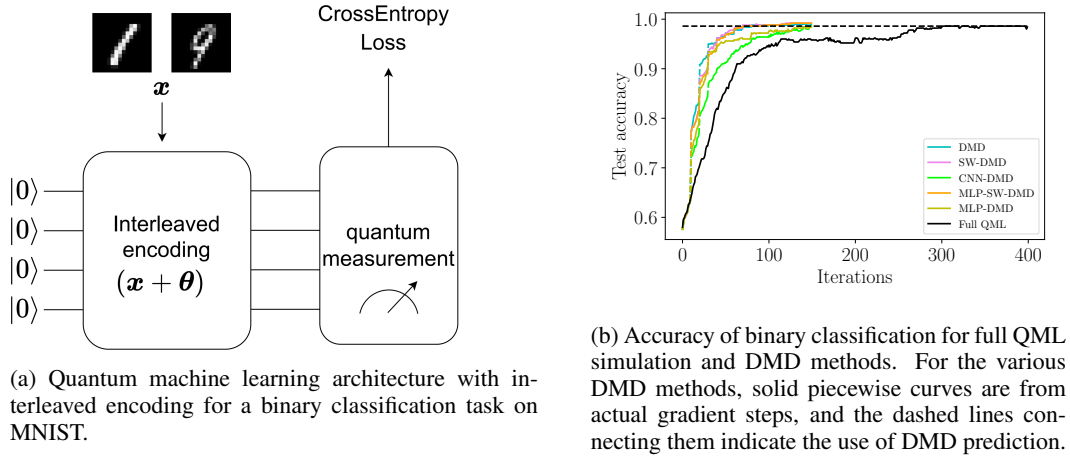 CrossEntropy
Loss
x
|0⟩
|0⟩
|0⟩
|0⟩
Interleaved
encoding
(x + θ)
quantum
measurement
(a) Quantum machine learning architecture with in-
terleaved encoding for a binary classification task on
MNIST.
Test accuracy
1.0
0.9
0.8
0.7
0.6
0
100
200
300
400
Iterations
DMD
SW-DMD
CNN-DMD
MLP-SW-DMD
MLP-DMD
Full QML
(b) Accuracy of binary classification for full QML
simulation and DMD methods. For the various
DMD methods, solid piecewise curves are from
actual gradient steps, and the dashed lines con-
necting them indicate the use of DMD prediction.